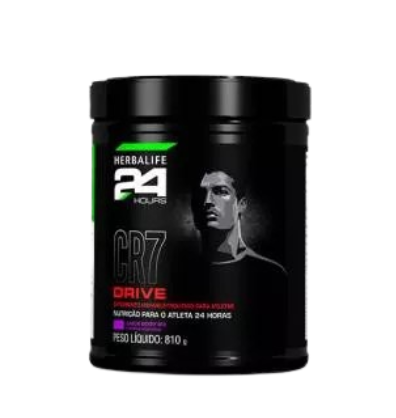 HERBALIFE
24
HOURS
CR7
DRIVE
NUTRIÇÃO PARA O ATLETA 24 HORAS
PESO LÍQUIDO: 810 g